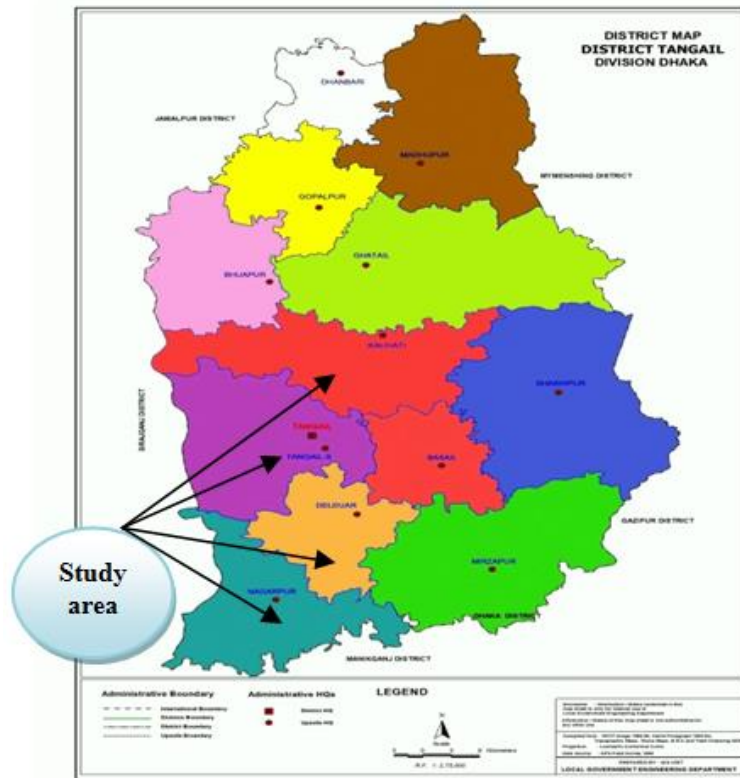 DISTRICT MAP
DISTRICT TANGAIL
DIVISION DHAKA
DHANBARI
JAMALPUR DISTRICT
MADHUPUR
MYMENSHING DISTRICT
GOPALPUR
GHATAIL
BHUAPUR
KALIHATI
SIRAJGANJ DISTRICT
SHAKHIPUR
TANGAIL
TANGAIL-S
BASAIL
DELDUAR
GAZIPUR DISTRICT
Study
area
MIRZAPUR
NAGARPUR
DHAKA DISTRICT
MANIKGANJ DISTRICT
LEGEND
Administrative Boundary
Administrative HQs
International Boundary
Division Boundary
District Boundary
Upazila Boundary
District HQ
Upazila HQ
N
Kilometers
LOCAL GOVERNMENT ENGINEERING DEPARTMENT